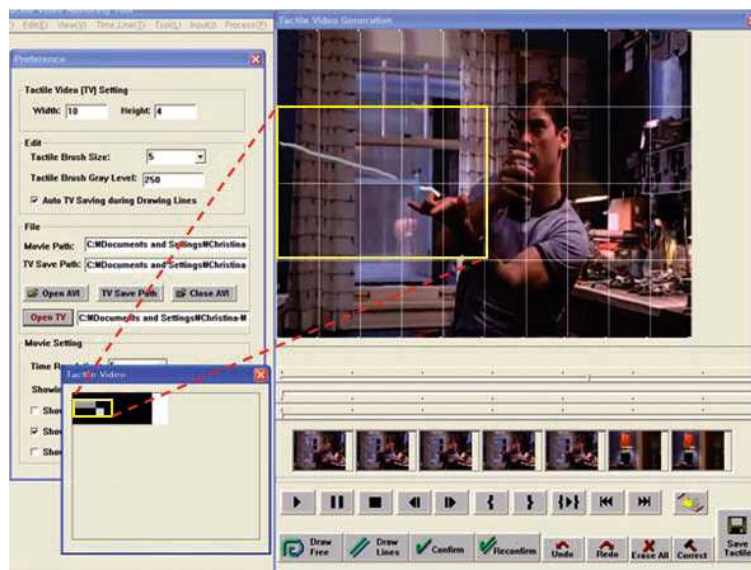 Edit(E) View(V) Time_Line(T) Tool(L) Input(I) Process(P)
Tactile Video Generation
Preference
Tactile Video (TV) Setting
Width: 10 Height: 4
Edit
Tactile Brush Size: 5
Tactile Brush Gray Level: 250
Auto TV Saving during Drawing Lines
File
Movie Path: C:₩Documents and Settings₩Christina
TV Save Path: C:₩Documents and Settings₩Christina
Open AVI TV Save Path Close AVI
Open TV C:₩Documents and Settings₩Christina₩
Movie Setting
Tactile Video
Draw Free
Draw Lines
Confirm
Reconfirm
Undo
Redo
Erase All
Correct
Save Tactile